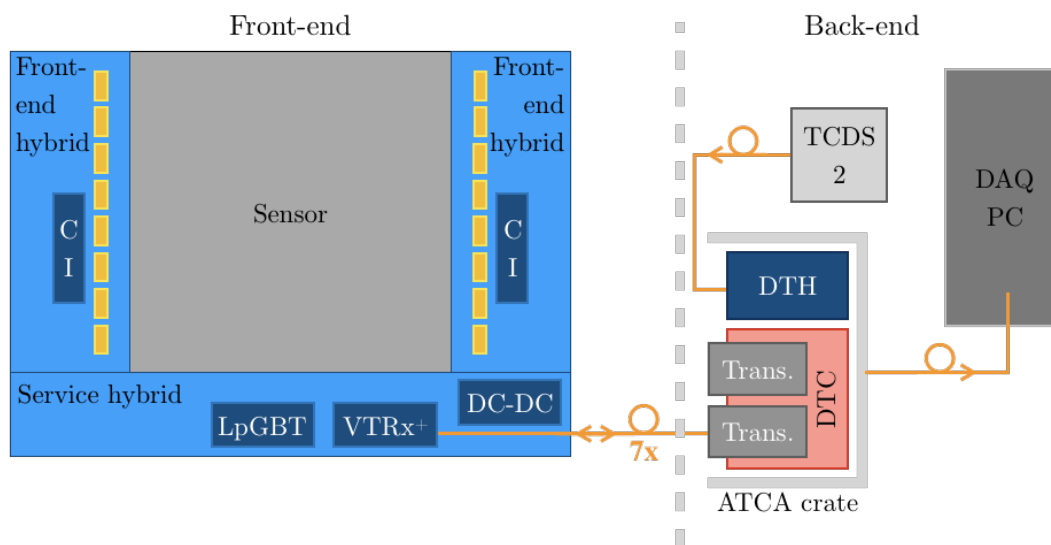 Front-end
Back-end
Front-
end
hybrid
Front-
end
hybrid
C
I
Sensor
C
I
Service hybrid
LpGBT
VTRx+
DC-DC
7x
TCDS
2
DAQ
PC
DTH
Trans.
Trans.
DTC
ATCA crate